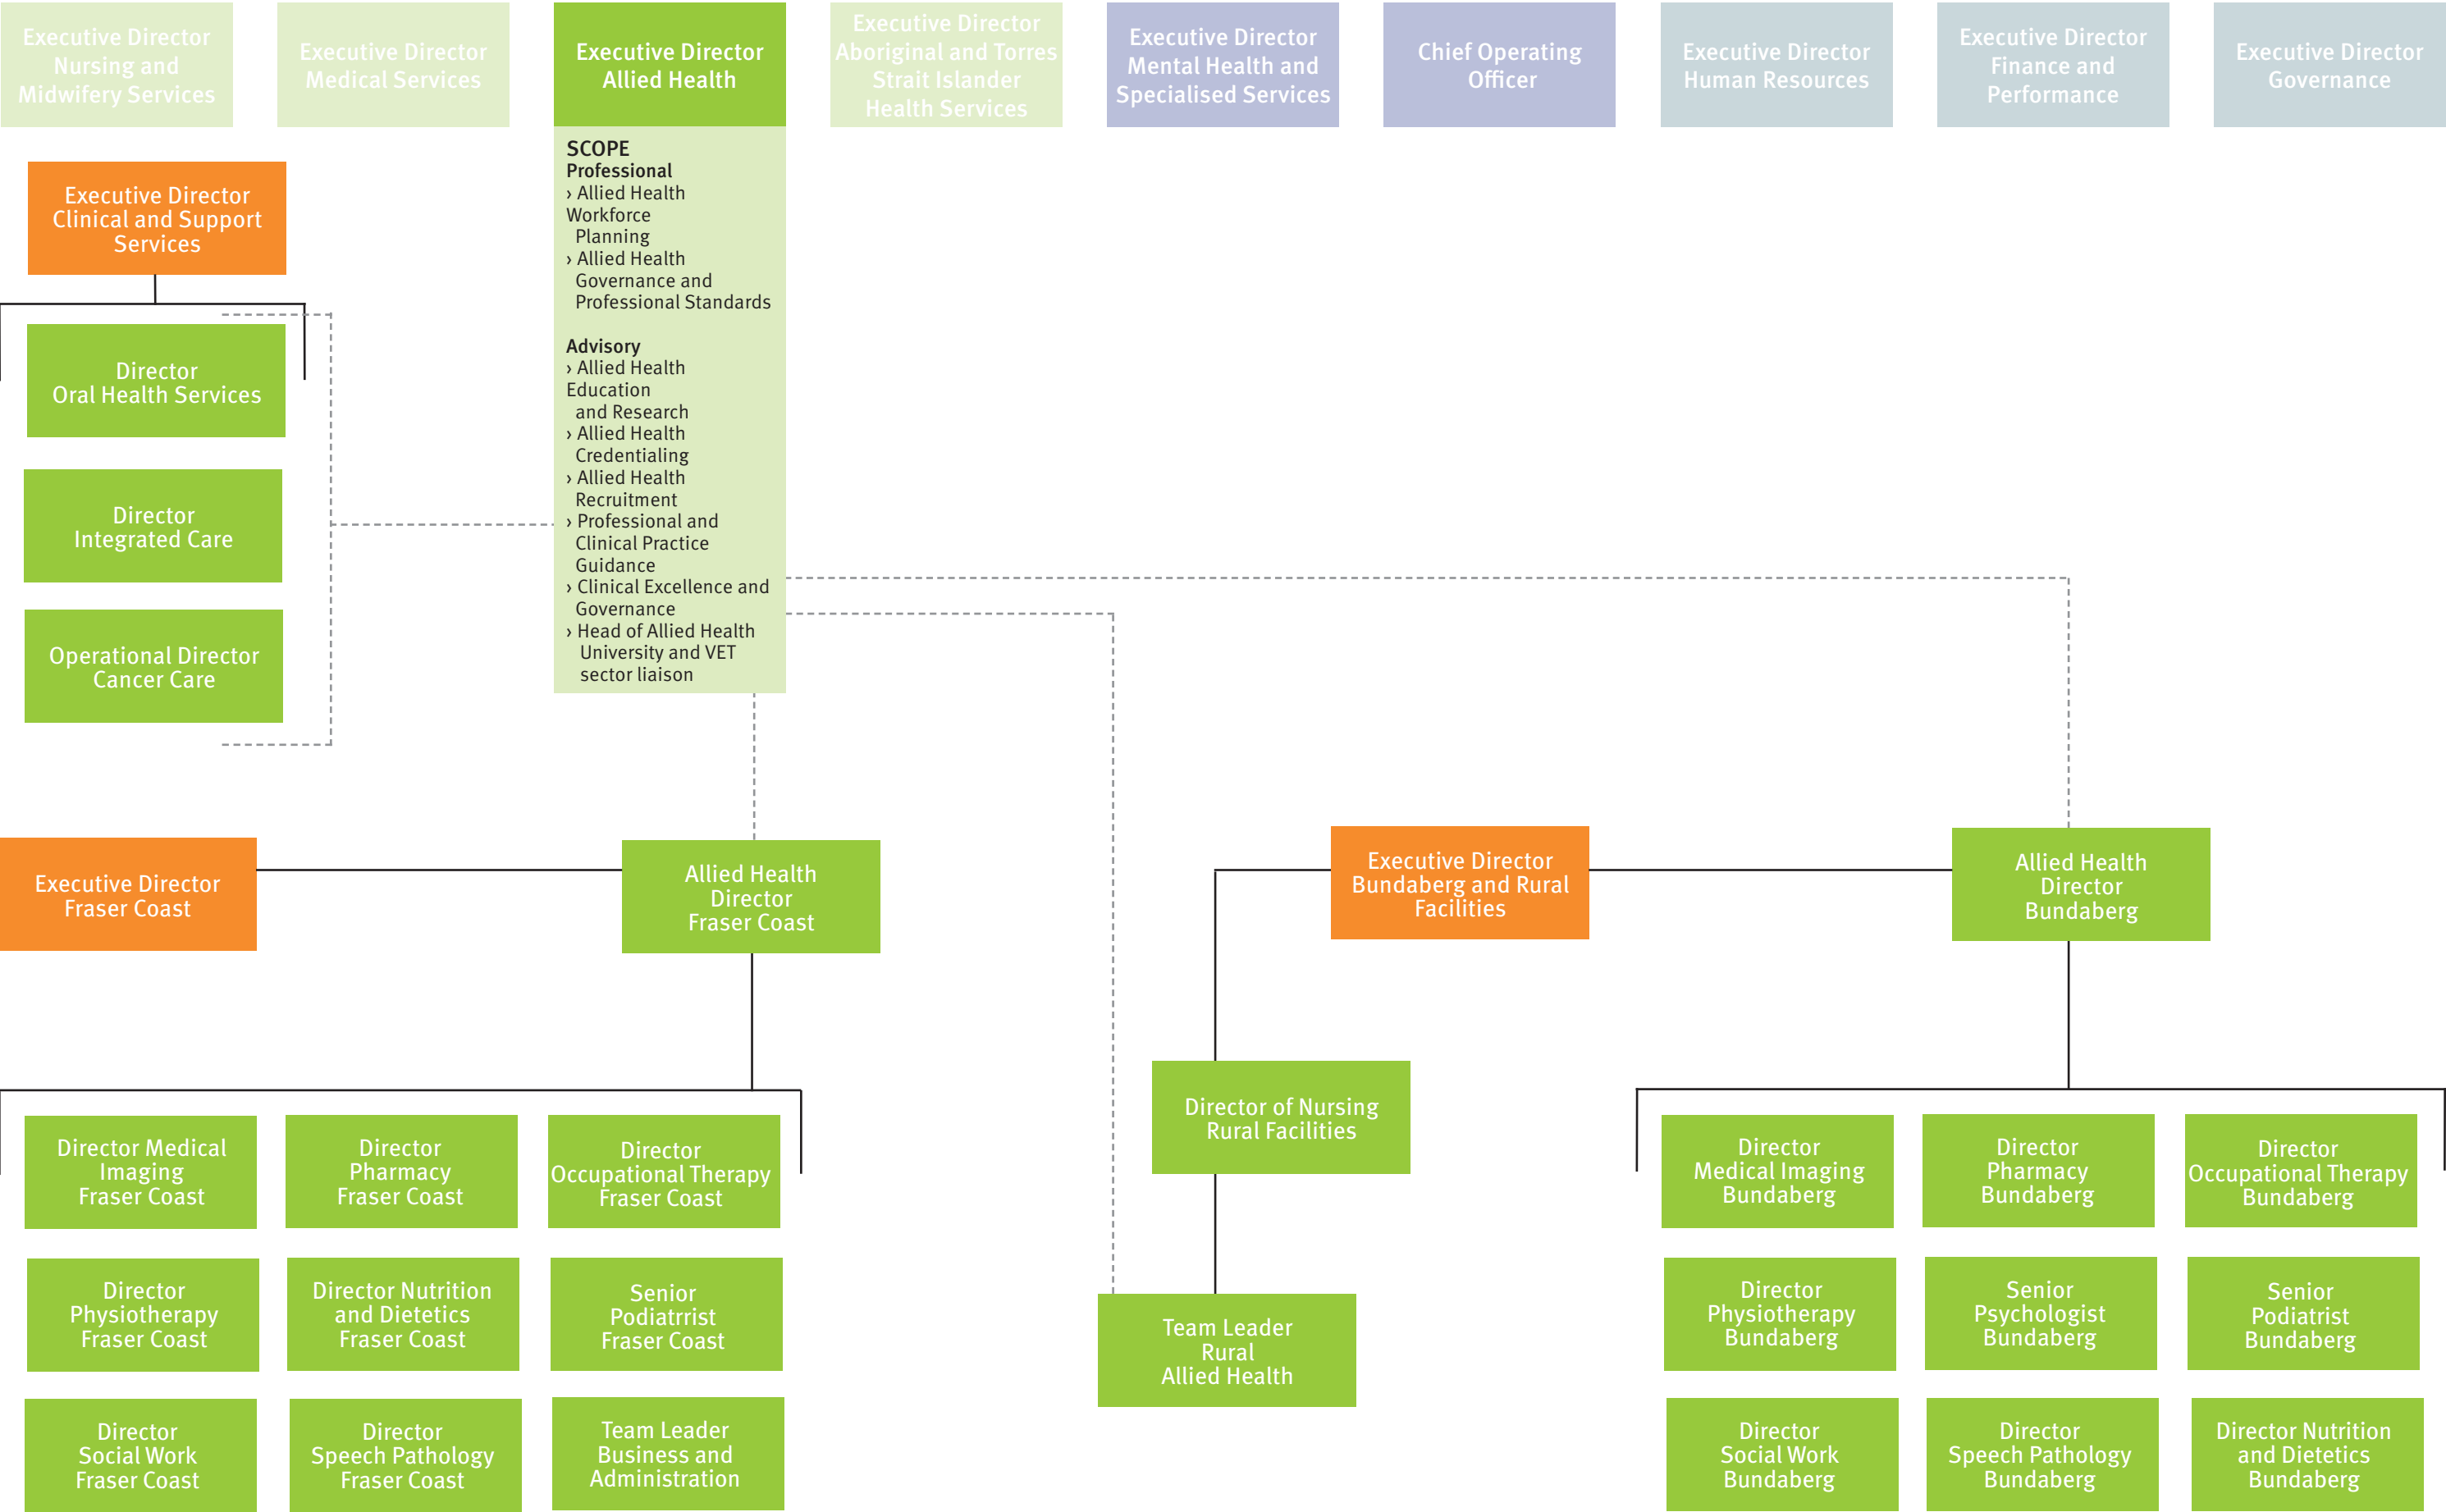 Executive Director
Nursing and
Midwifery Services
Executive Director
Medical Services
Executive Director
Allied Health
Executive Director
Aboriginal and Torres
Strait Islander
Health Services
Executive Director
Mental Health and
Specialised Services
Chief Operating
Officer
Executive Director
Human Resources
Executive Director
Finance and
Performance
Executive Director
Governance
SCOPE
Professional
› Allied Health
Workforce
Planning
› Allied Health
Governance and
Professional Standards
Advisory
› Allied Health
Education
and Research
› Allied Health
Credentialing
› Allied Health
Recruitment
› Professional and
Clinical Practice
Guidance
› Clinical Excellence and
Governance
› Head of Allied Health
University and VET
sector liaison
Executive Director
Clinical and Support
Services
Director
Oral Health Services
Director
Integrated Care
Operational Director
Cancer Care
Executive Director
Fraser Coast
Allied Health
Director
Fraser Coast
Executive Director
Bundaberg and Rural
Facilities
Allied Health
Director
Bundaberg
Director Medical
Imaging
Fraser Coast
Director
Pharmacy
Fraser Coast
Director
Occupational Therapy
Fraser Coast
Director
Physiotherapy
Fraser Coast
Director Nutrition
and Dietetics
Fraser Coast
Senior
Podiatrrist
Fraser Coast
Director
Social Work
Fraser Coast
Director
Speech Pathology
Fraser Coast
Team Leader
Business and
Administration
Director of Nursing
Rural Facilities
Team Leader
Rural
Allied Health
Director
Medical Imaging
Bundaberg
Director
Pharmacy
Bundaberg
Director
Occupational Therapy
Bundaberg
Director
Physiotherapy
Bundaberg
Senior
Psychologist
Bundaberg
Senior
Podiatrist
Bundaberg
Director
Social Work
Bundaberg
Director
Speech Pathology
Bundaberg
Director Nutrition
and Dietetics
Bundaberg